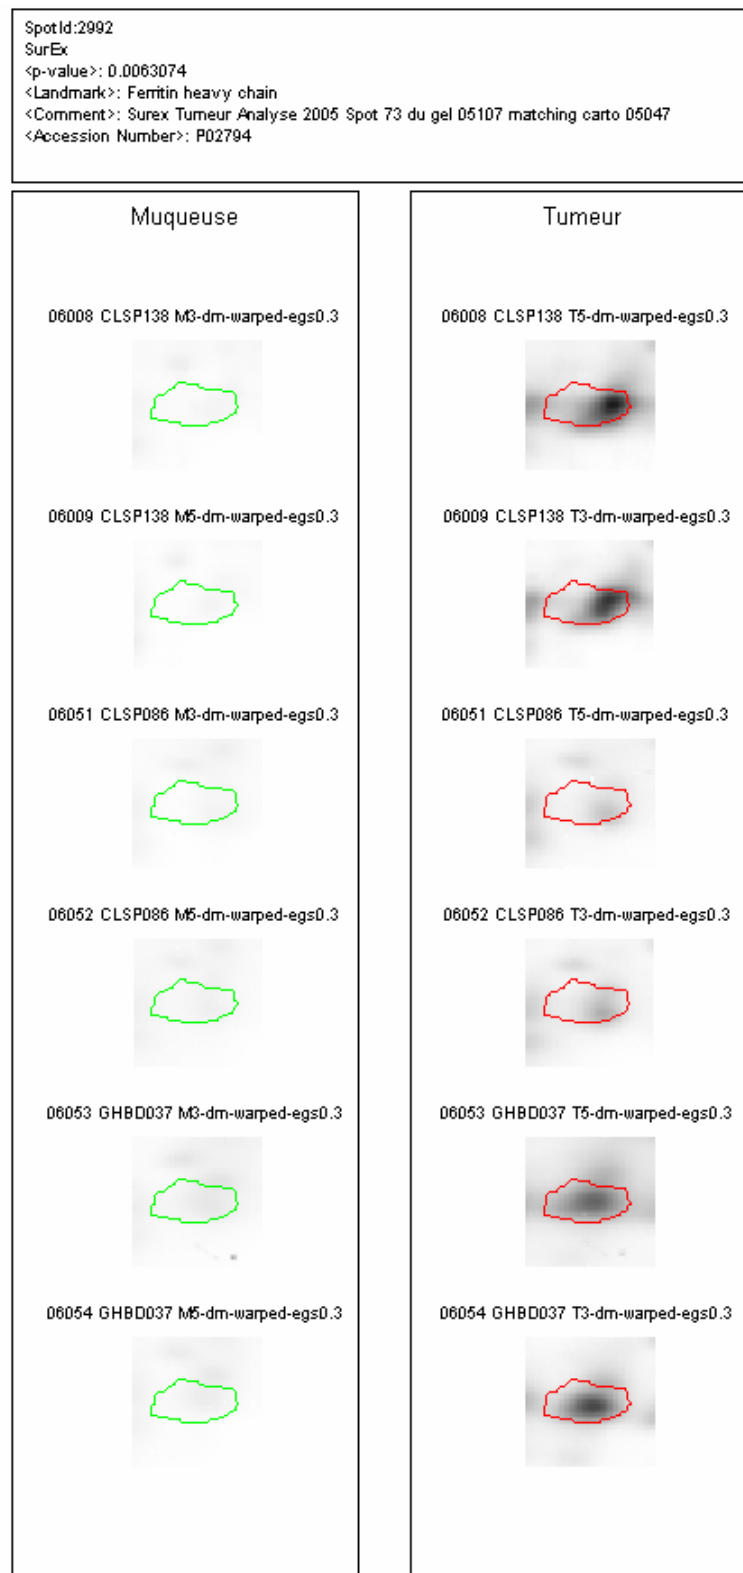 SpotId:2992
SurEx
<p-value>: 0.0063074
<Landmark>: Ferritin heavy chain
<Comment>: Surex Tumeur Analyse 2005 Spot 73 du gel 05107 matching carto 05047
<Accession Number>: P02794
Muqueuse
06008 CLSP138 M3-dm-warped-egs0.3
06009 CLSP138 M5-dm-warped-egs0.3
06051 CLSP086 M3-dm-warped-egs0.3
06052 CLSP086 M5-dm-warped-egs0.3
06053 GHBD037 M3-dm-warped-egs0.3
06054 GHBD037 M5-dm-warped-egs0.3
Tumeur
06008 CLSP138 T5-dm-warped-egs0.3
06009 CLSP138 T3-dm-warped-egs0.3
06051 CLSP086 T5-dm-warped-egs0.3
06052 CLSP086 T3-dm-warped-egs0.3
06053 GHBD037 T5-dm-warped-egs0.3
06054 GHBD037 T3-dm-warped-egs0.3